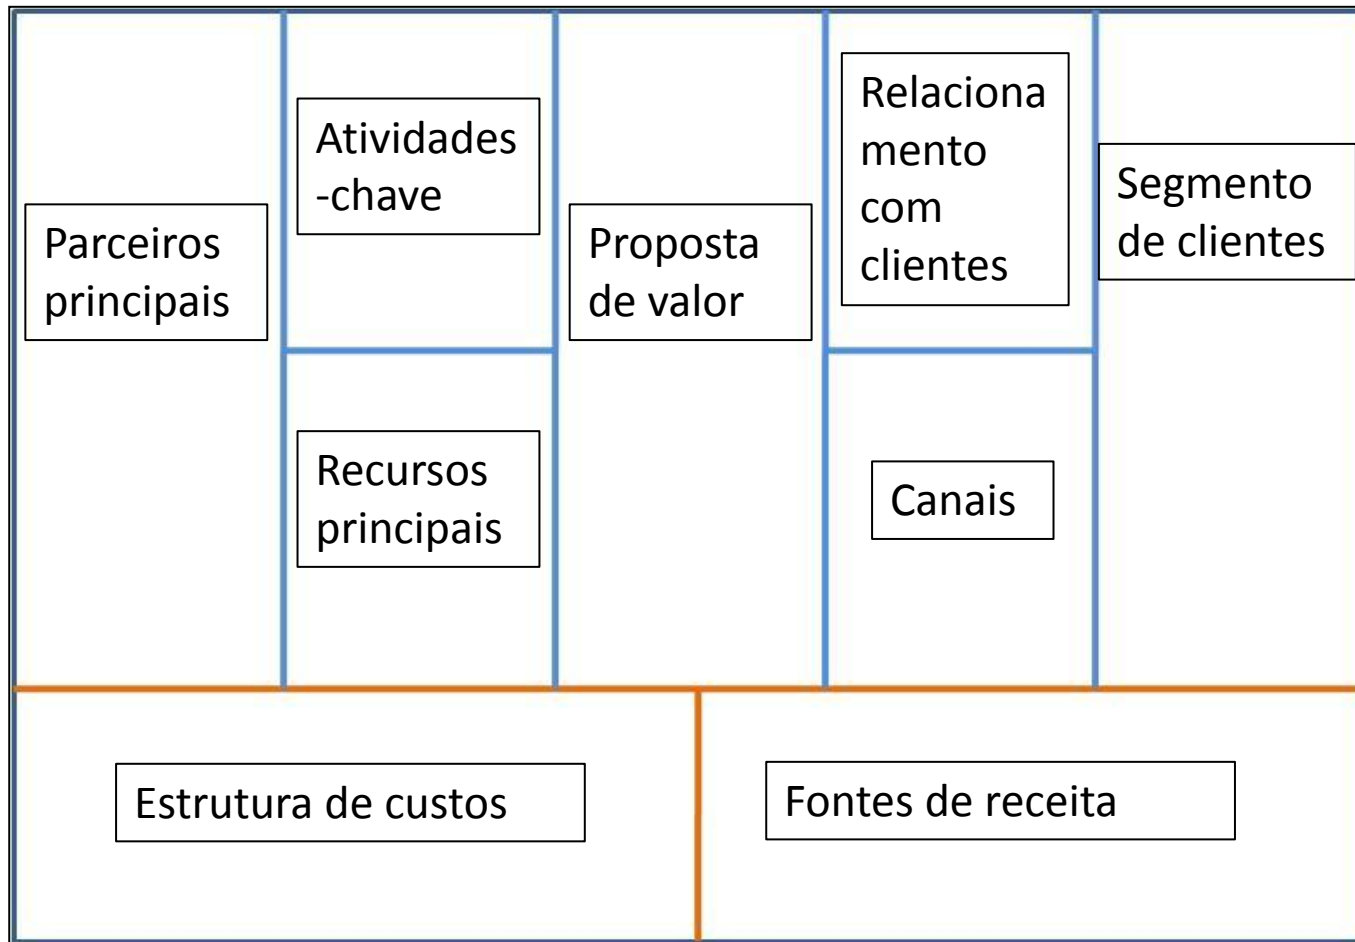 Parceiros
principais
Atividades
-chave
Recursos
principais
Proposta
de valor
Relaciona
mento
com
clientes
Canais
Segmento
de clientes
Estrutura de custos
Fontes de receita